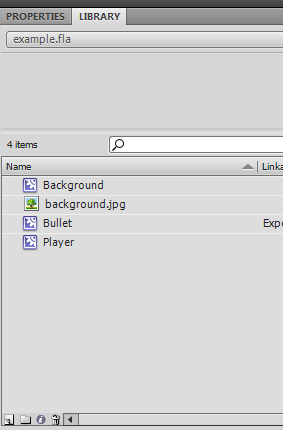 PROPERTIES LIBRARY
example.fla
4 items
Name Linka
Background
background.jpg
Bullet Expo
Player